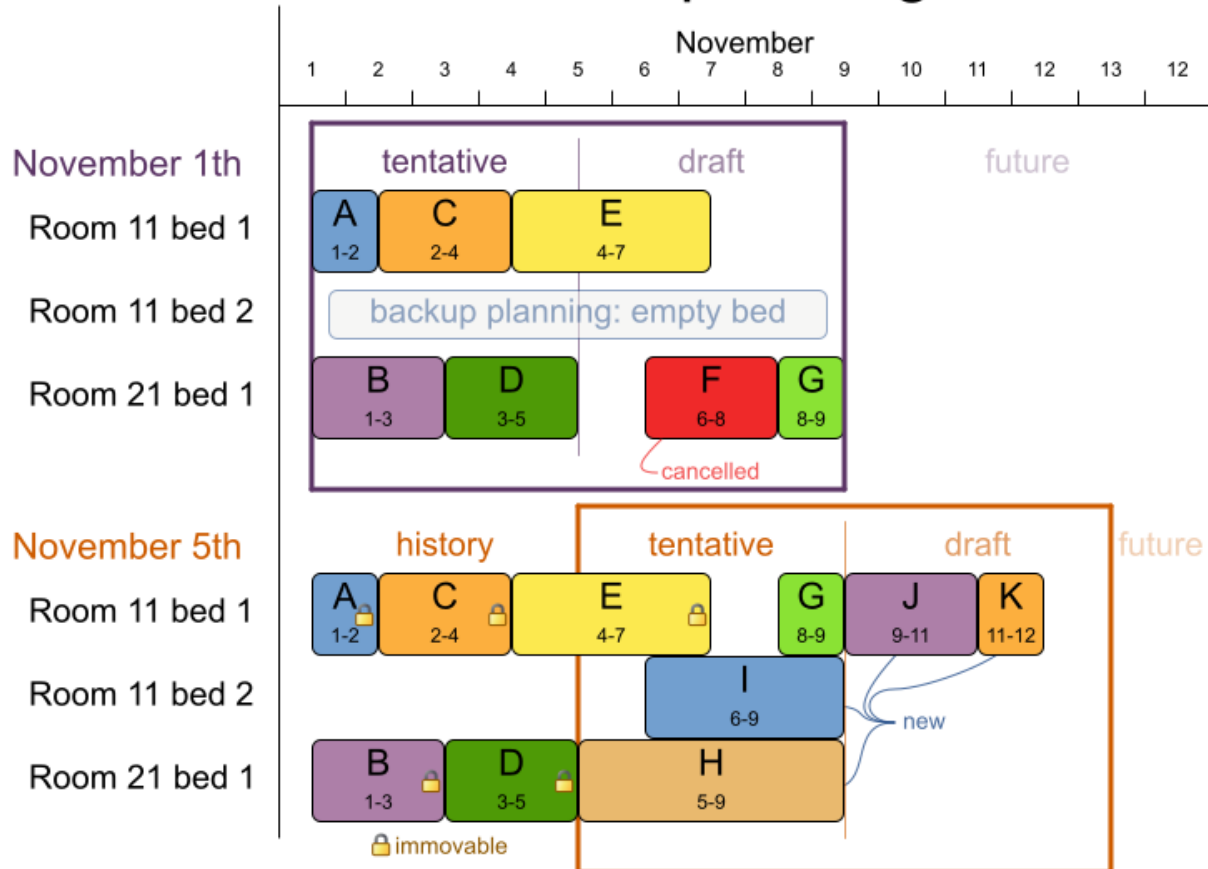 November
1 2 3 4 5 6 7 8 9 10 11 12 13 12
November 1th tentative draft future
Room 11 bed 1 A C E
1-2 2-4 4-7
Room 11 bed 2 backup planning: empty bed
Room 21 bed 1 B D F G
1-3 3-5 6-8 8-9
cancelled
November 5th history tentative draft future
Room 11 bed 1 A C E G J K
1-2 2-4 4-7 8-9 9-11 11-12
Room 11 bed 2 I
6-9
new
Room 21 bed 1 B D H
1-3 3-5 5-9
immovable